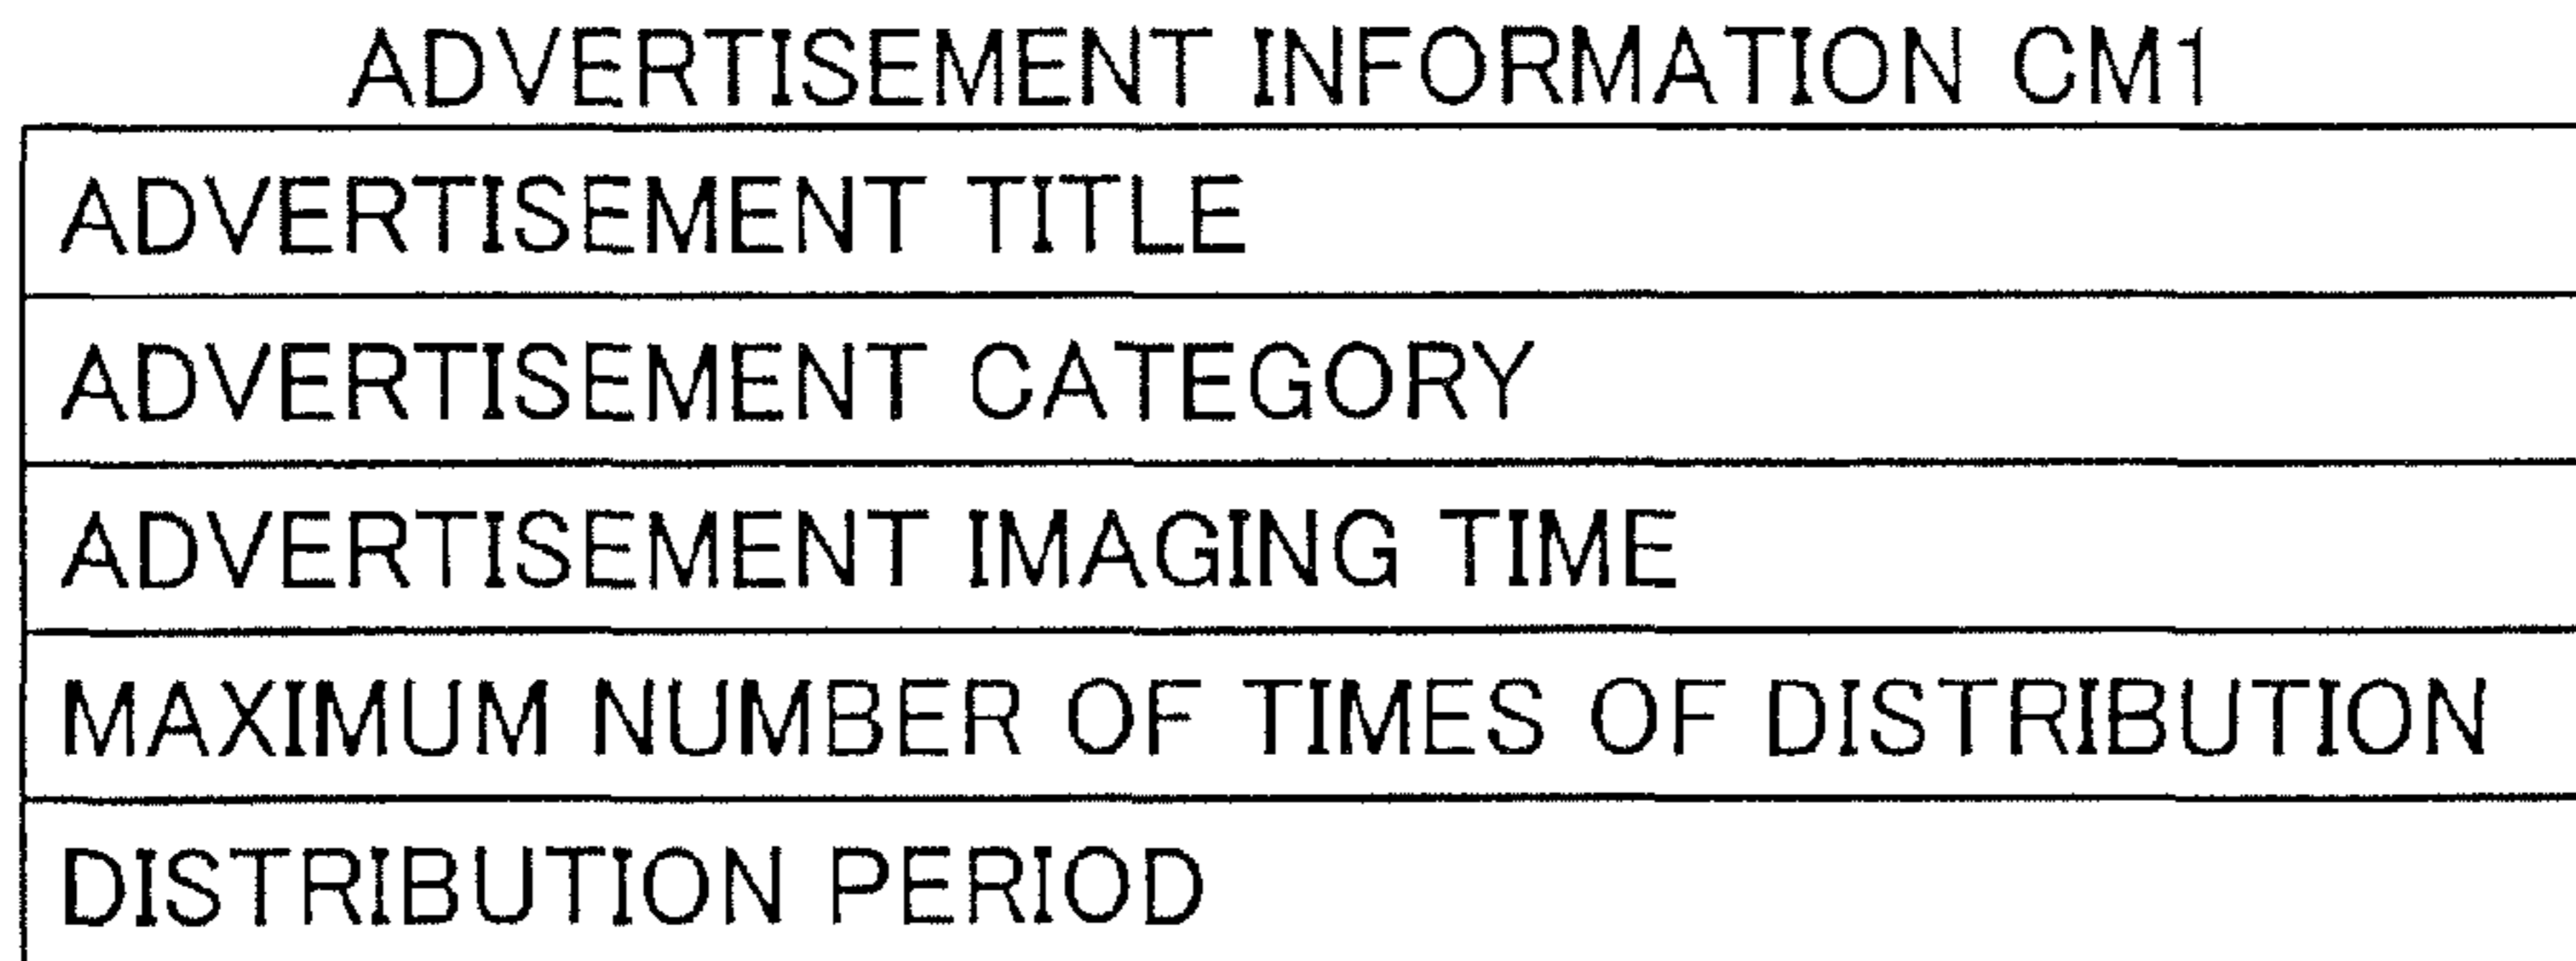 ADVERTISEMENT INFORMATION CM1
ADVERTISEMENT TITLE
ADVERTISEMENT CATEGORY
ADVERTISEMENT IMAGING TIME
MAXIMUM NUMBER OF TIMES OF DISTRIBUTION
DISTRIBUTION PERIOD